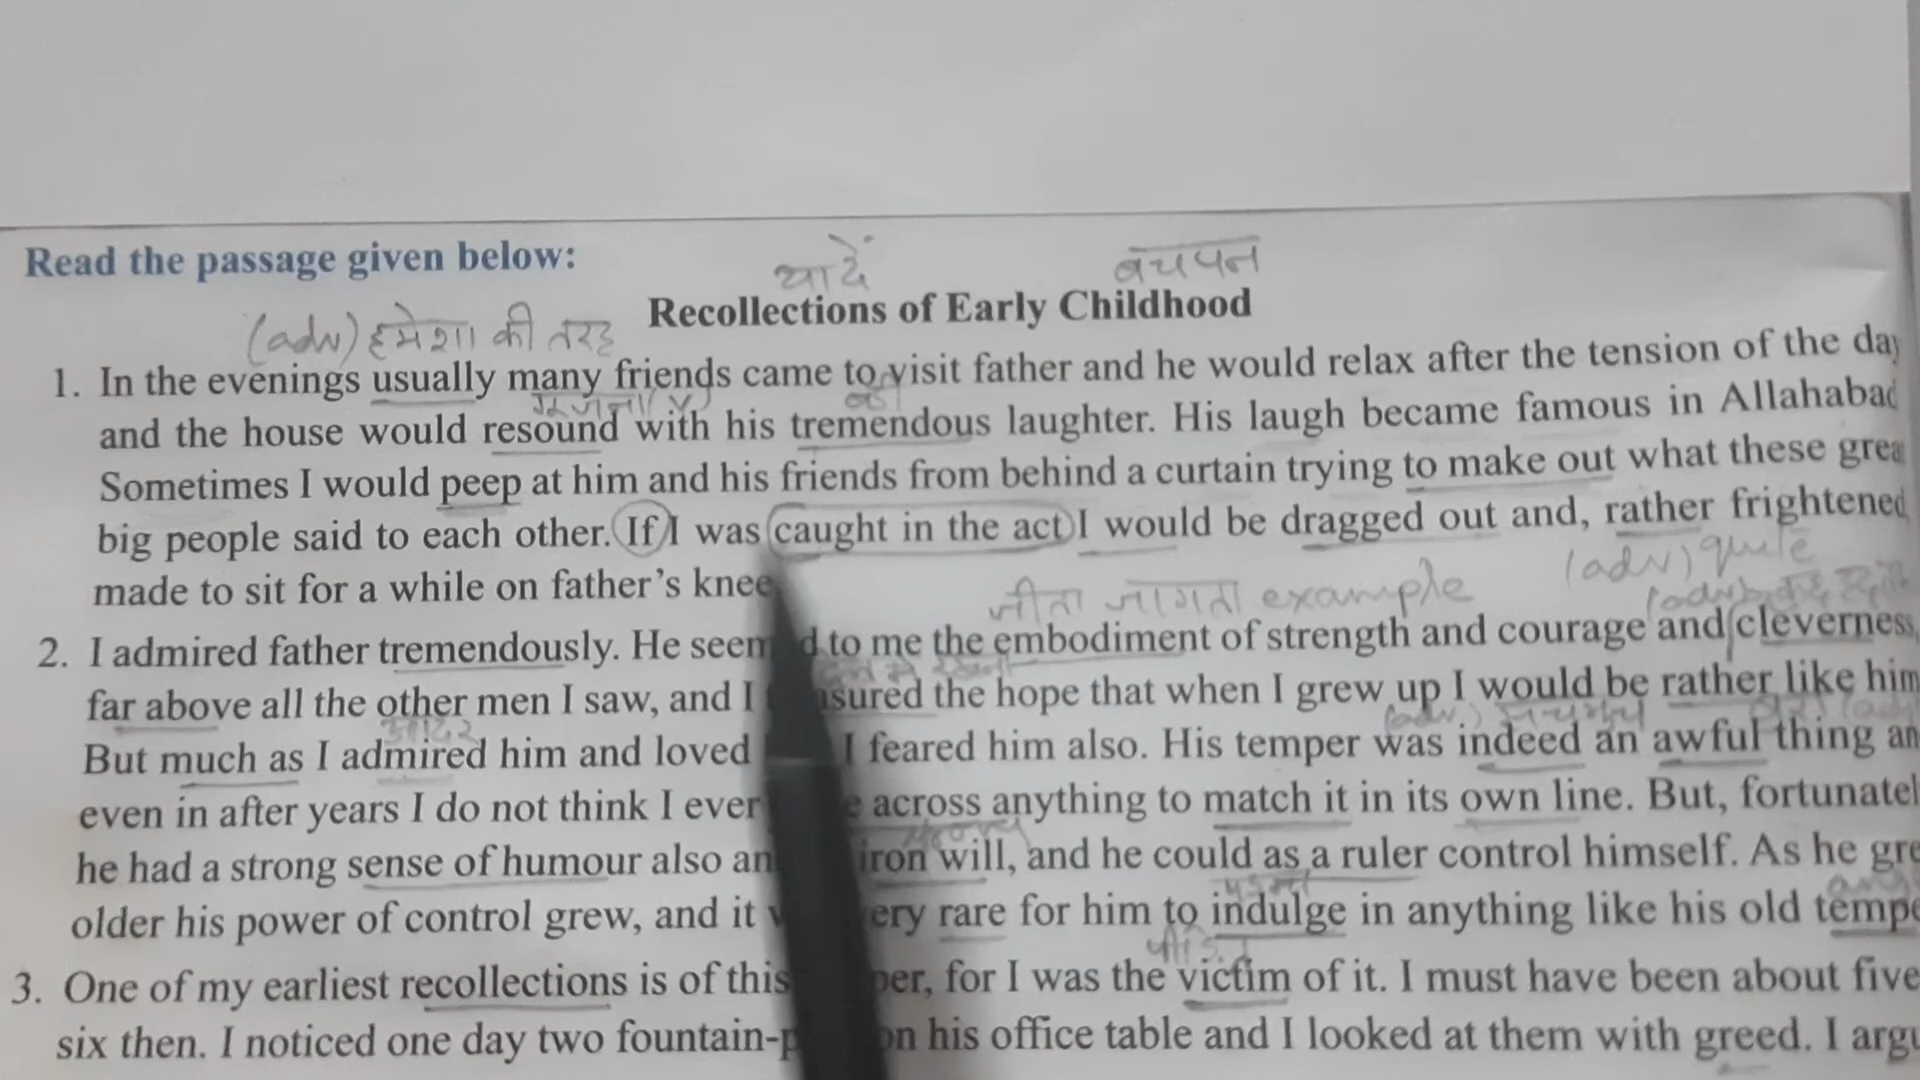 Read the passage given below:
यादें बचपन
Recollections of Early Childhood
(adv) हमेशा की तरह
1. In the evenings usually many friends came to visit father and he would relax after the tension of the day
गूंजना (v)
and the house would resound with his tremendous laughter. His laugh became famous in Allahabad
Sometimes I would peep at him and his friends from behind a curtain trying to make out what these grea
big people said to each other. If I was caught in the act I would be dragged out and, rather frightened
(adv) quite
made to sit for a while on father's knee
जीता जागता example
2. I admired father tremendously. He seem d to me the embodiment of strength and courage and cleverness,
far above all the other men I saw, and I asured the hope that when I grew up I would be rather like him
But much as I admired him and loved I feared him also. His temper was indeed an awful thing an
even in after years I do not think I ever e across anything to match it in its own line. But, fortunatel
he had a strong sense of humour also an iron will, and he could as a ruler control himself. As he gre
older his power of control grew, and it ery rare for him to indulge in anything like his old tempe
3. One of my earliest recollections is of this per, for I was the victim of it. I must have been about five
six then. I noticed one day two fountain-p on his office table and I looked at them with greed. I argu